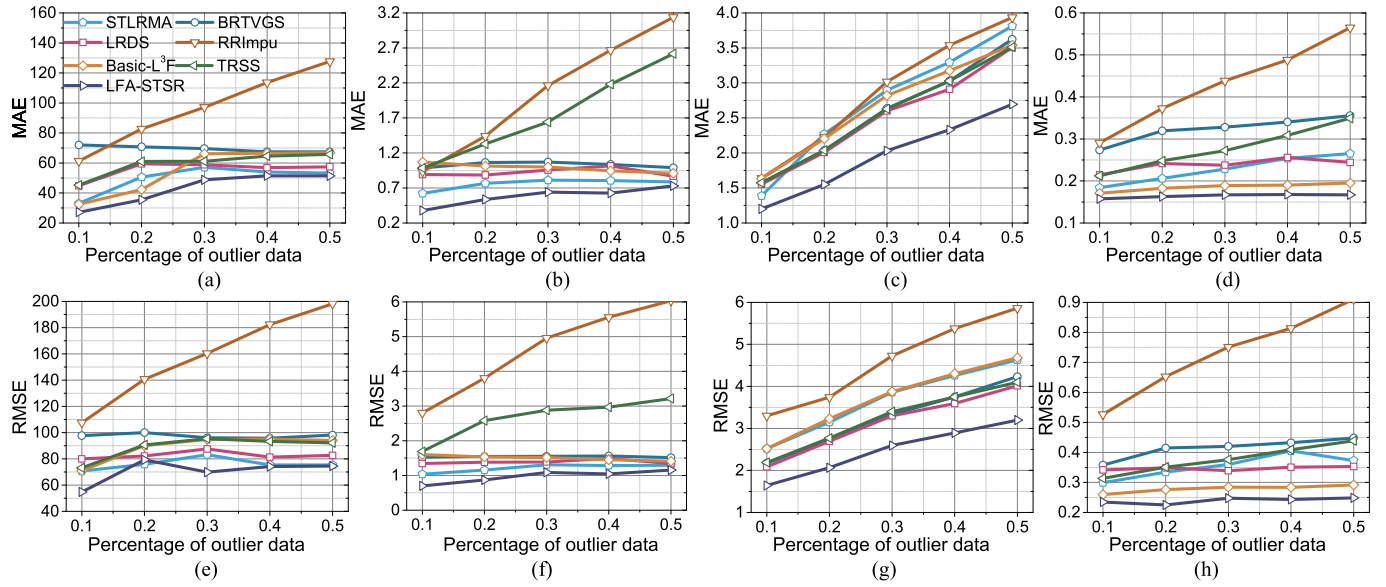 160
140
120
100
80
60
40
20
MAE
STLRMA
BRTVGS
LRDS
RRImpu
Basic-L³F
TRSS
LFA-STSR
0.1 0.2 0.3 0.4 0.5
Percentage of outlier data
(a)
3.2
2.7
2.2
1.7
1.2
0.7
0.2
MAE
0.1 0.2 0.3 0.4 0.5
Percentage of outlier data
(b)
4.0
3.5
3.0
2.5
2.0
1.5
1.0
MAE
0.1 0.2 0.3 0.4 0.5
Percentage of outlier data
(c)
0.6
0.5
0.4
0.3
0.2
0.1
MAE
0.1 0.2 0.3 0.4 0.5
Percentage of outlier data
(d)
200
180
160
140
120
100
80
60
40
RMSE
0.1 0.2 0.3 0.4 0.5
Percentage of outlier data
(e)
6
5
4
3
2
1
0
RMSE
0.1 0.2 0.3 0.4 0.5
Percentage of outlier data
(f)
6
5
4
3
2
1
RMSE
0.1 0.2 0.3 0.4 0.5
Percentage of outlier data
(g)
0.9
0.8
0.7
0.6
0.5
0.4
0.3
0.2
RMSE
0.1 0.2 0.3 0.4 0.5
Percentage of outlier data
(h)